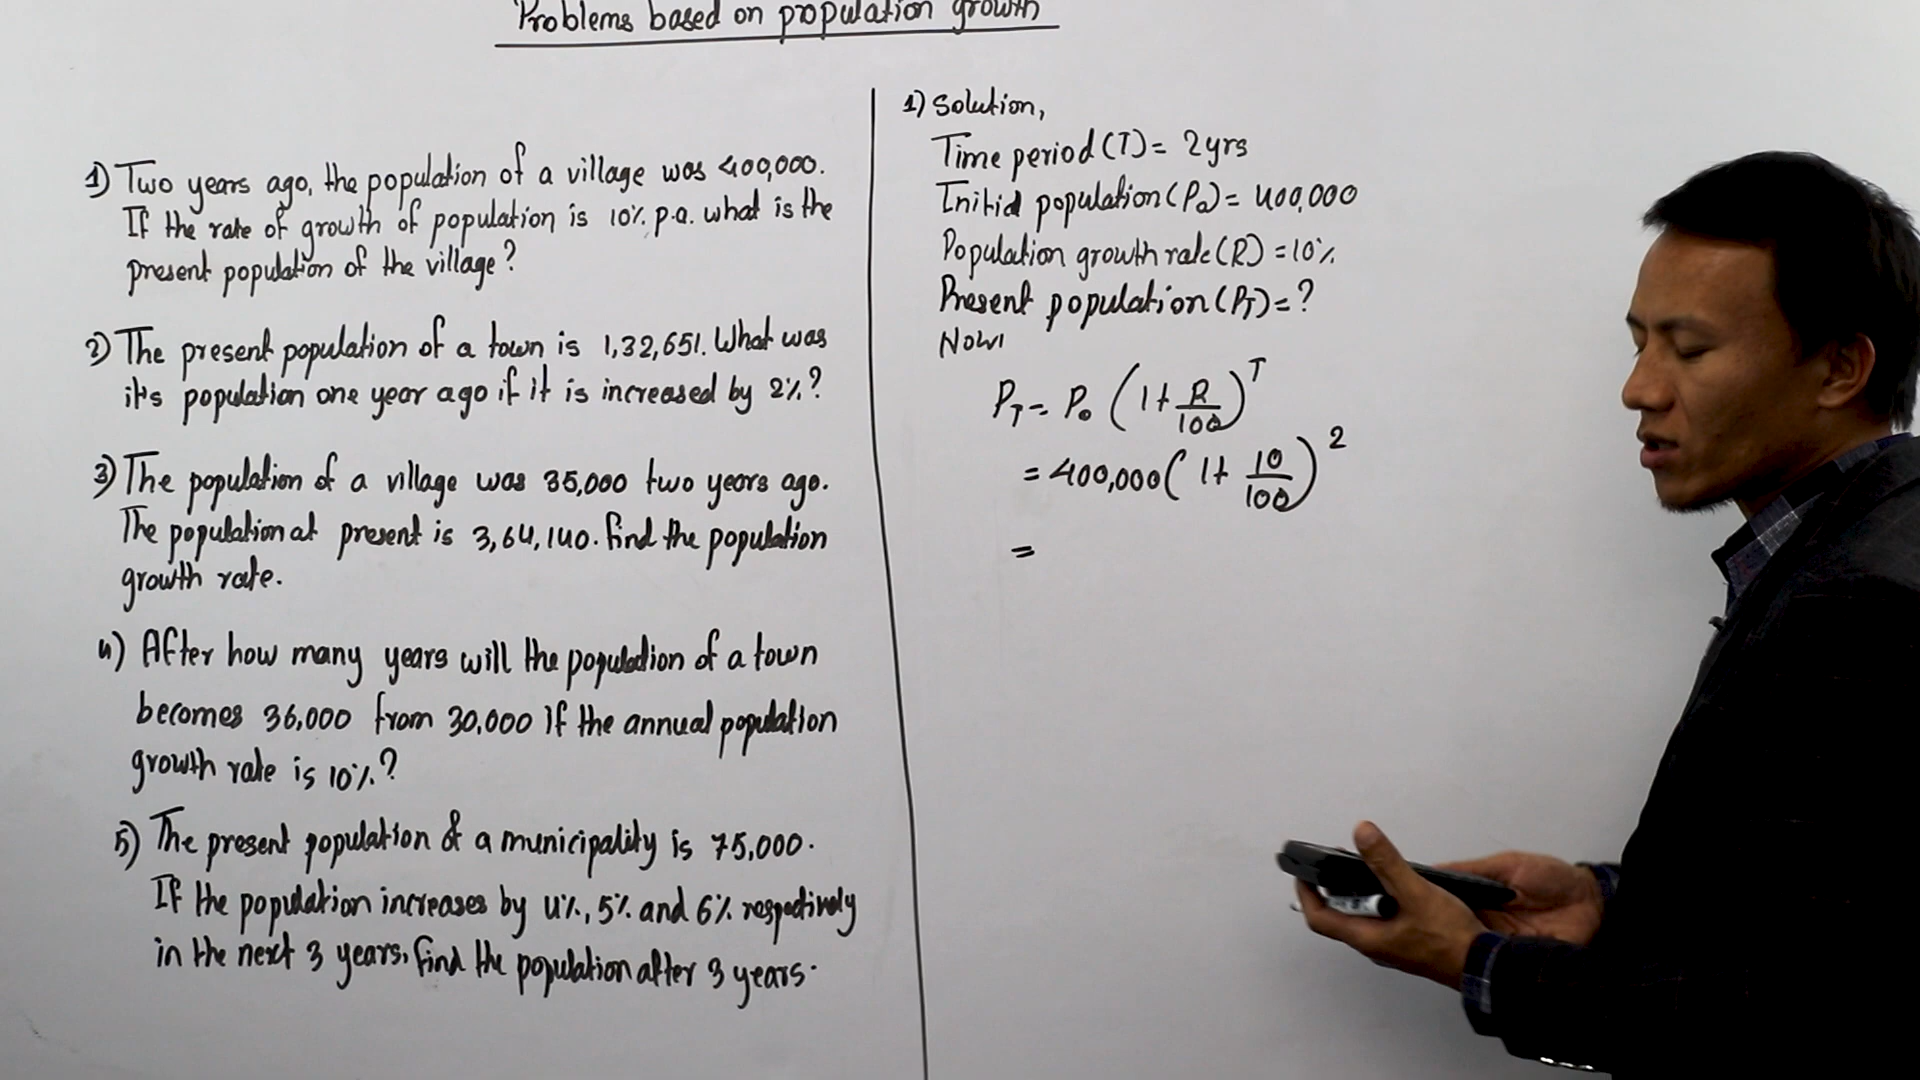 Problems based on population growth
1) Two years ago, the population of a village was 400,000.
If the rate of growth of population is 10% p.a. what is the
present population of the village?
2) The present population of a town is 1,32,651. What was
it's population one year ago if it is increased by 2%?
3) The population of a village was 35,000 two years ago.
The population at present is 3,64,140. find the population
growth rate.
4) After how many years will the population of a town
becomes 36,000 from 30,000 if the annual population
growth rate is 10%?
5) The present population of a municipality is 75,000.
If the population increases by 4%, 5% and 6% respectively
in the next 3 years, find the population after 3 years.
1) Solution,
Time period (T) = 2yrs
Initial population (P₀) = 400,000
Population growth rate (R) = 10%
Present population (P_T) = ?
Now,
P_T = P₀ (1 + R/100)^T
= 400,000 (1 + 10/100)^2
=